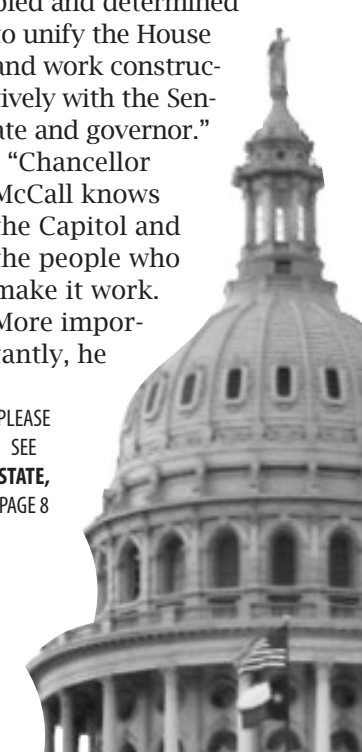 and determined
to unify the House
and work construc-
tively with the Sen-
ate and governor.”
“Chancellor
McCall knows
the Capitol and
the people who
make it work.
More impor-
tantly, he
PLEASE
SEE
STATE,
PAGE 8